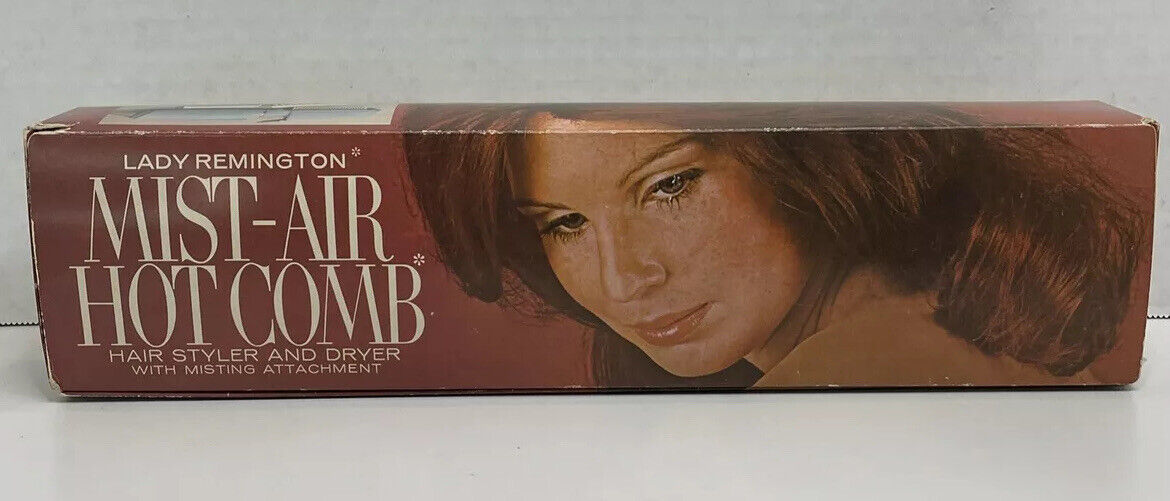 LADY REMINGTON*
MIST-AIR
HOT COMB*
HAIR STYLER AND DRYER
WITH MISTING ATTACHMENT